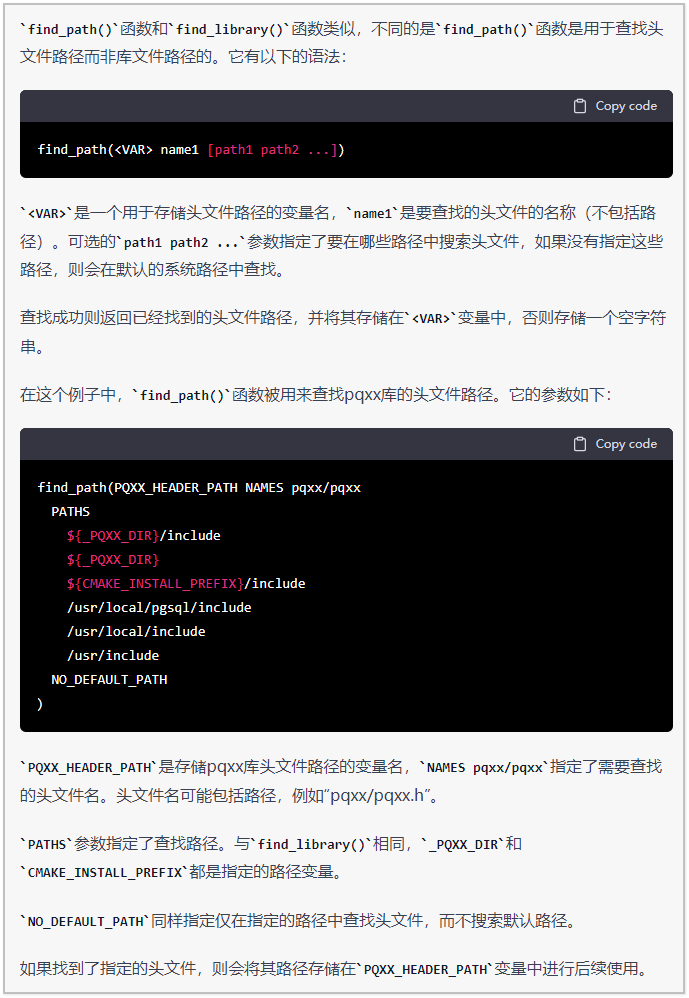 `find_path()`函数和`find_library()`函数类似，不同的是`find_path()`函数是用于查找头
文件路径而非库文件路径的。它有以下的语法：
Copy code
find_path(<VAR> name1 [path1 path2 ...])
`<VAR>`是一个用于存储头文件路径的变量名，`name1`是要查找的头文件的名称（不包括路
径）。可选的`path1 path2 ...`参数指定了要在哪些路径中搜索头文件，如果没有指定这些
路径，则会在默认的系统路径中查找。
查找成功则返回已经找到的头文件路径，并将其存储在`<VAR>`变量中，否则存储一个空字符
串。
在这个例子中，`find_path()`函数被用来查找pqxx库的头文件路径。它的参数如下：
Copy code
find_path(PQXX_HEADER_PATH NAMES pqxx/pqxx
PATHS
${_PQXX_DIR}/include
${_PQXX_DIR}
${CMAKE_INSTALL_PREFIX}/include
/usr/local/pgsql/include
/usr/local/include
/usr/include
NO_DEFAULT_PATH
)
`PQXX_HEADER_PATH`是存储pqxx库头文件路径的变量名，`NAMES pqxx/pqxx`指定了需要查找
的头文件名。头文件名可能包括路径，例如“pqxx/pqxx.h”。
`PATHS`参数指定了查找路径。与`find_library()`相同，`_PQXX_DIR`和
`CMAKE_INSTALL_PREFIX`都是指定的路径变量。
`NO_DEFAULT_PATH`同样指定仅在指定的路径中查找头文件，而不搜索默认路径。
如果找到了指定的头文件，则会将其路径存储在`PQXX_HEADER_PATH`变量中进行后续使用。